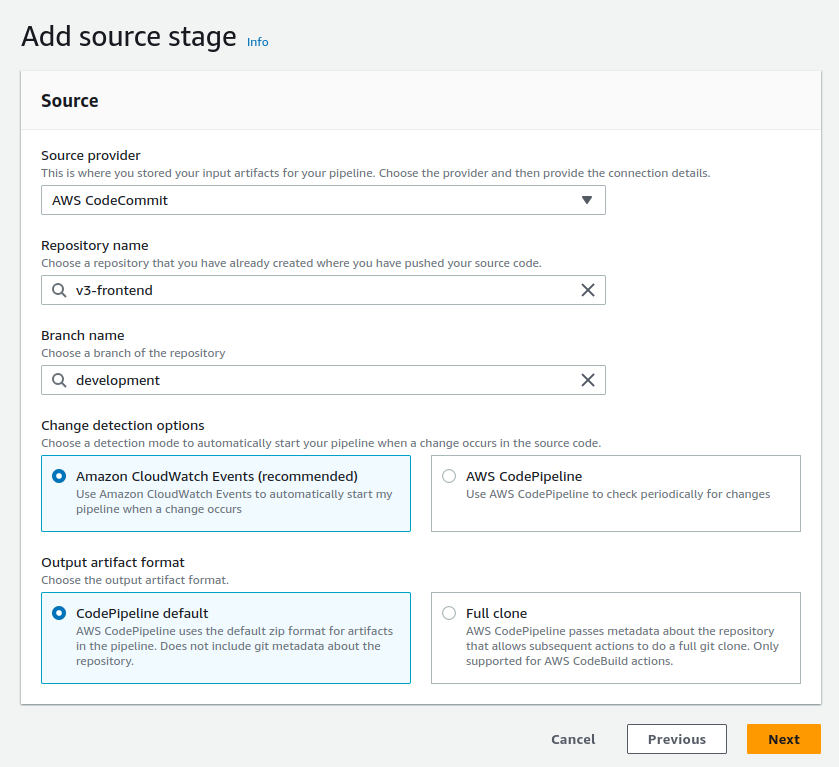 Add source stage Info
Source
Source provider
This is where you stored your input artifacts for your pipeline. Choose the provider and then provide the connection details.
AWS CodeCommit
Repository name
Choose a repository that you have already created where you have pushed your source code.
v3-frontend
Branch name
Choose a branch of the repository
development
Change detection options
Choose a detection mode to automatically start your pipeline when a change occurs in the source code.
Amazon CloudWatch Events (recommended)
Use Amazon CloudWatch Events to automatically start my
pipeline when a change occurs
AWS CodePipeline
Use AWS CodePipeline to check periodically for changes
Output artifact format
Choose the output artifact format.
CodePipeline default
AWS CodePipeline uses the default zip format for artifacts
in the pipeline. Does not include git metadata about the
repository.
Full clone
AWS CodePipeline passes metadata about the repository
that allows subsequent actions to do a full git clone. Only
supported for AWS CodeBuild actions.
Cancel
Previous
Next